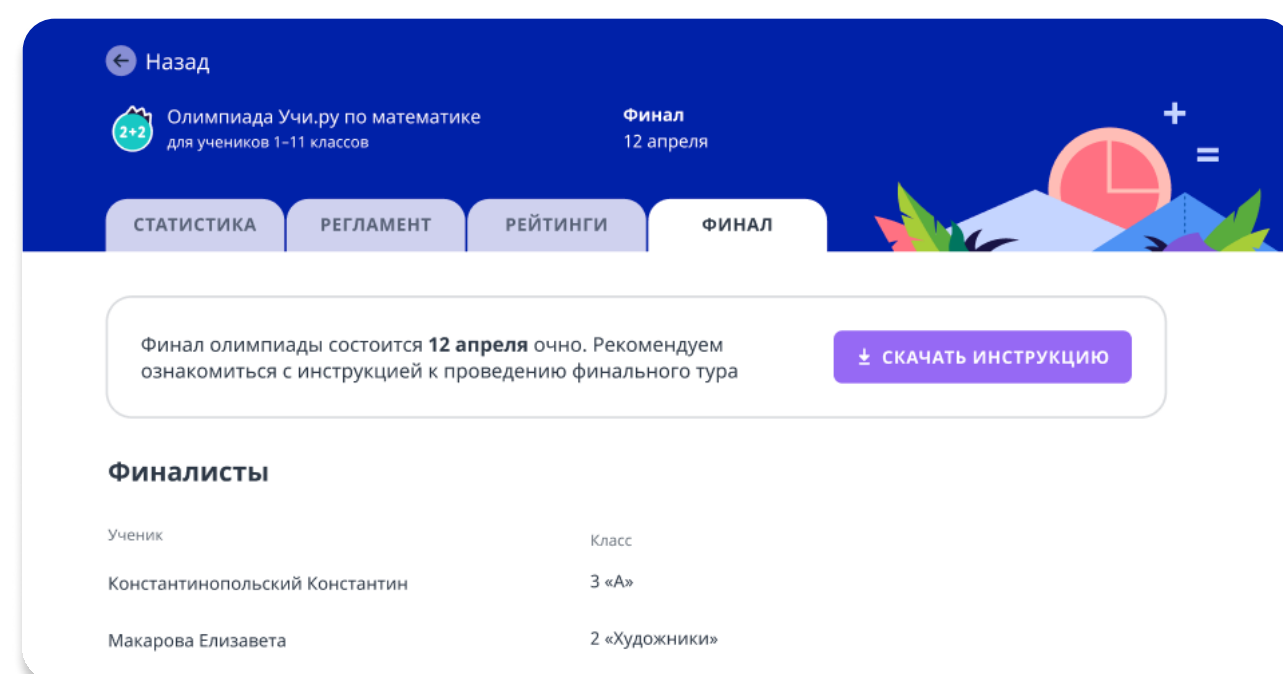 Назад
Олимпиада Учи.ру по математике
для учеников 1–11 классов
Финал
12 апреля
2+2
+
=
СТАТИСТИКА
РЕГЛАМЕНТ
РЕЙТИНГИ
ФИНАЛ
Финал олимпиады состоится 12 апреля очно. Рекомендуем
ознакомиться с инструкцией к проведению финального тура
СКАЧАТЬ ИНСТРУКЦИЮ
Финалисты
Ученик
Класс
Константинопольский Константин
3 «А»
Макарова Елизавета
2 «Художники»